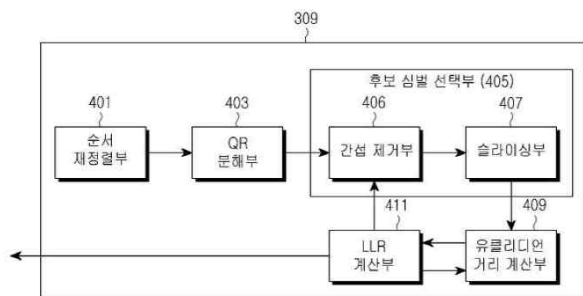 309
후보 심벌 선택부 (405)
401
403
406
407
순서
재정렬부
QR
분해부
간섭 제거부
슬라이싱부
411
409
LLR
계산부
유클리디언
거리 계산부